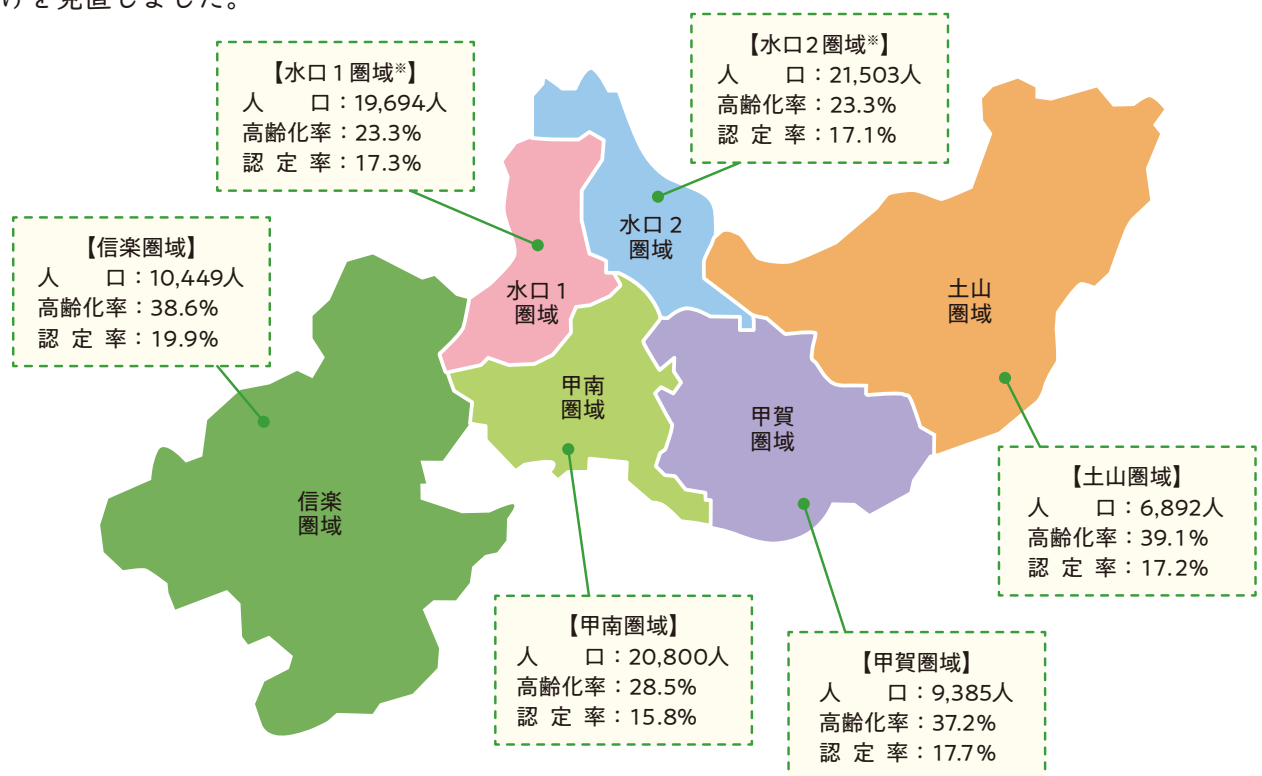 けを見直しました。
【水口1圏域※】
人口：19,694人
高齢化率：23.3%
認定率：17.3%
【水口2圏域※】
人口：21,503人
高齢化率：23.3%
認定率：17.1%
【信楽圏域】
人口：10,449人
高齢化率：38.6%
認定率：19.9%
水口1
圏域
水口2
圏域
土山
圏域
甲南
圏域
甲賀
圏域
信楽
圏域
【土山圏域】
人口：6,892人
高齢化率：39.1%
認定率：17.2%
【甲南圏域】
人口：20,800人
高齢化率：28.5%
認定率：15.8%
【甲賀圏域】
人口：9,385人
高齢化率：37.2%
認定率：17.7%